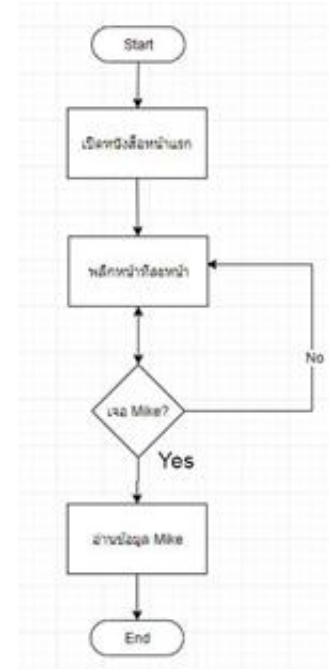 Start
เปิดหนังสือหน้าแรก
พลิกหน้าทีละหน้า
No
เจอ Mike?
Yes
อ่านข้อมูล Mike
End